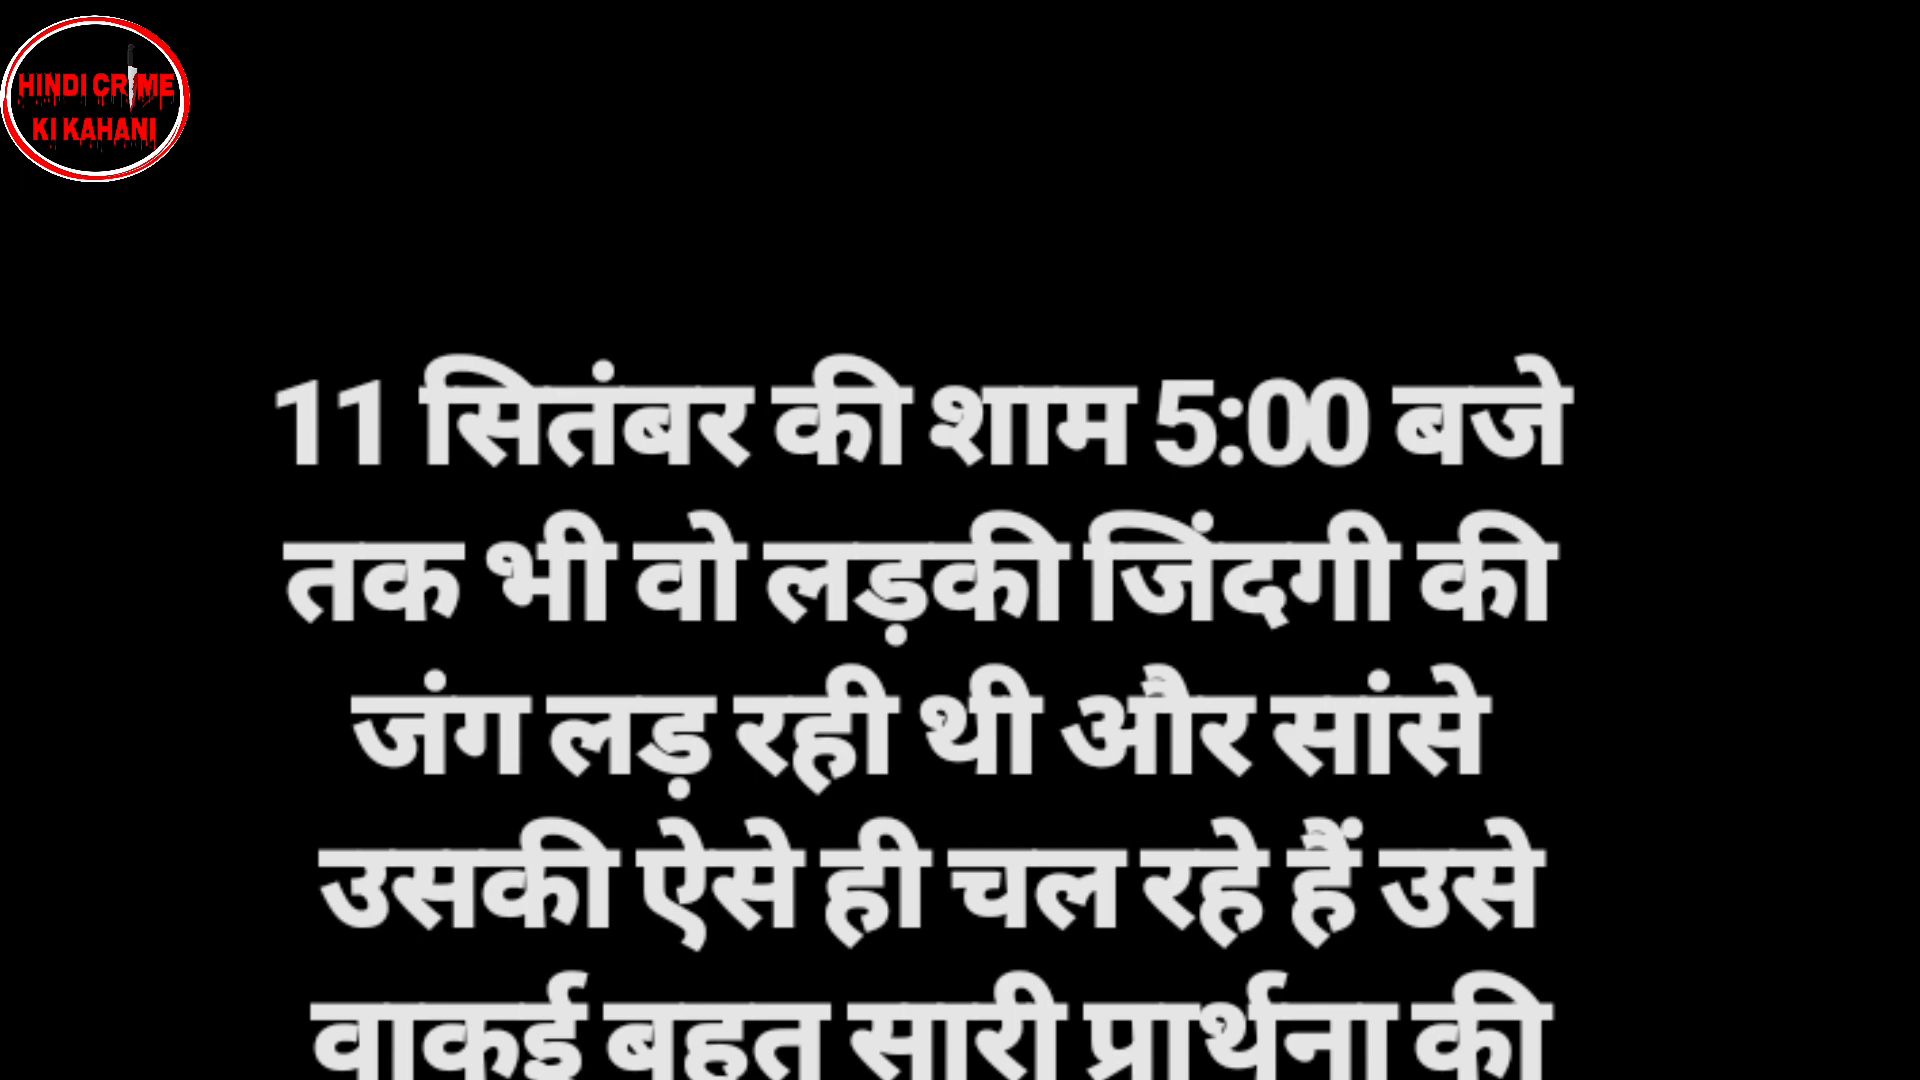 HINDI CRIME
KI KAHANI
11 सितंबर की शाम 5:00 बजे
तक भी वो लड़की जिंदगी की
जंग लड़ रही थी और सांसे
उसकी ऐसे ही चल रहे हैं उसे
वाकई बहुत सारी प्रार्थना की